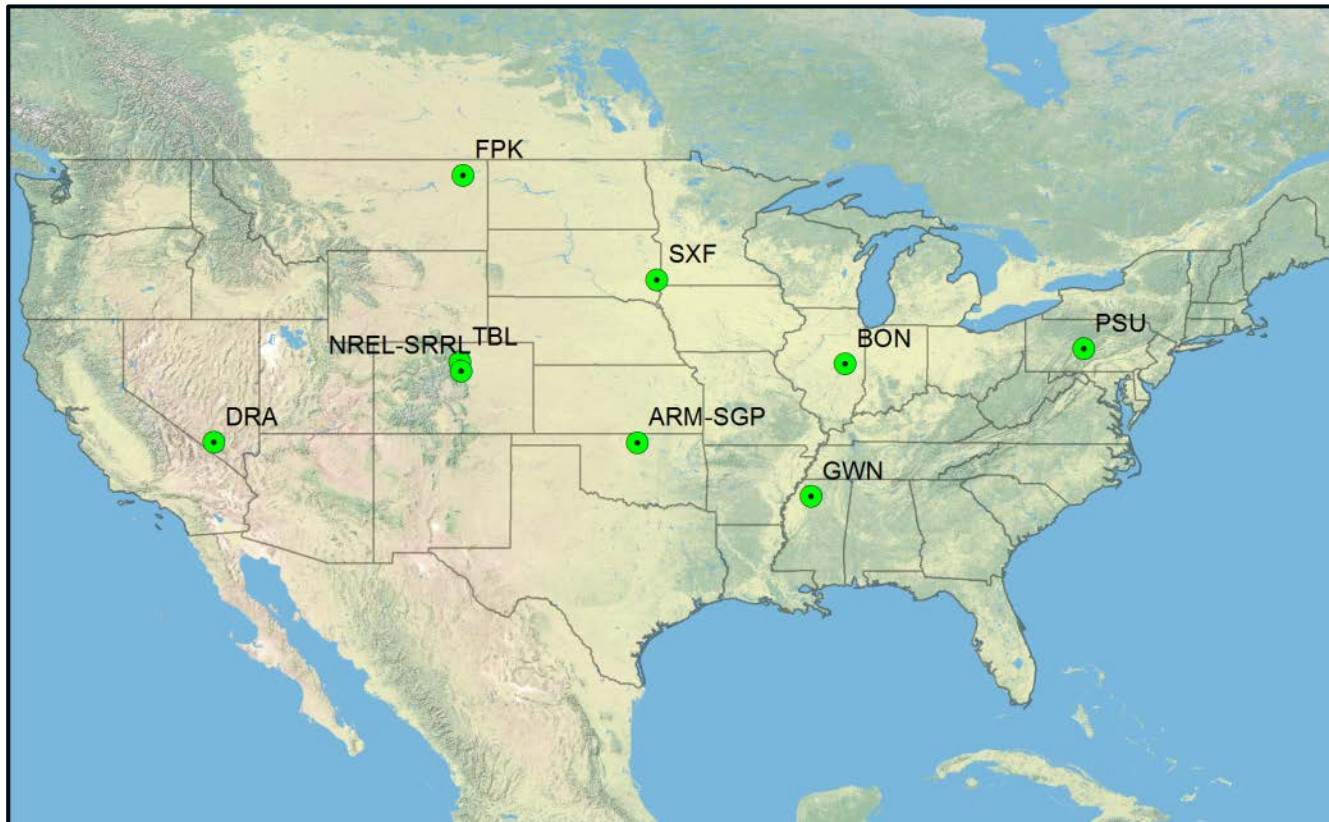 FPK
SXF
TBL
NREL-SRRL
BON
PSU
DRA
ARM-SGP
GWN